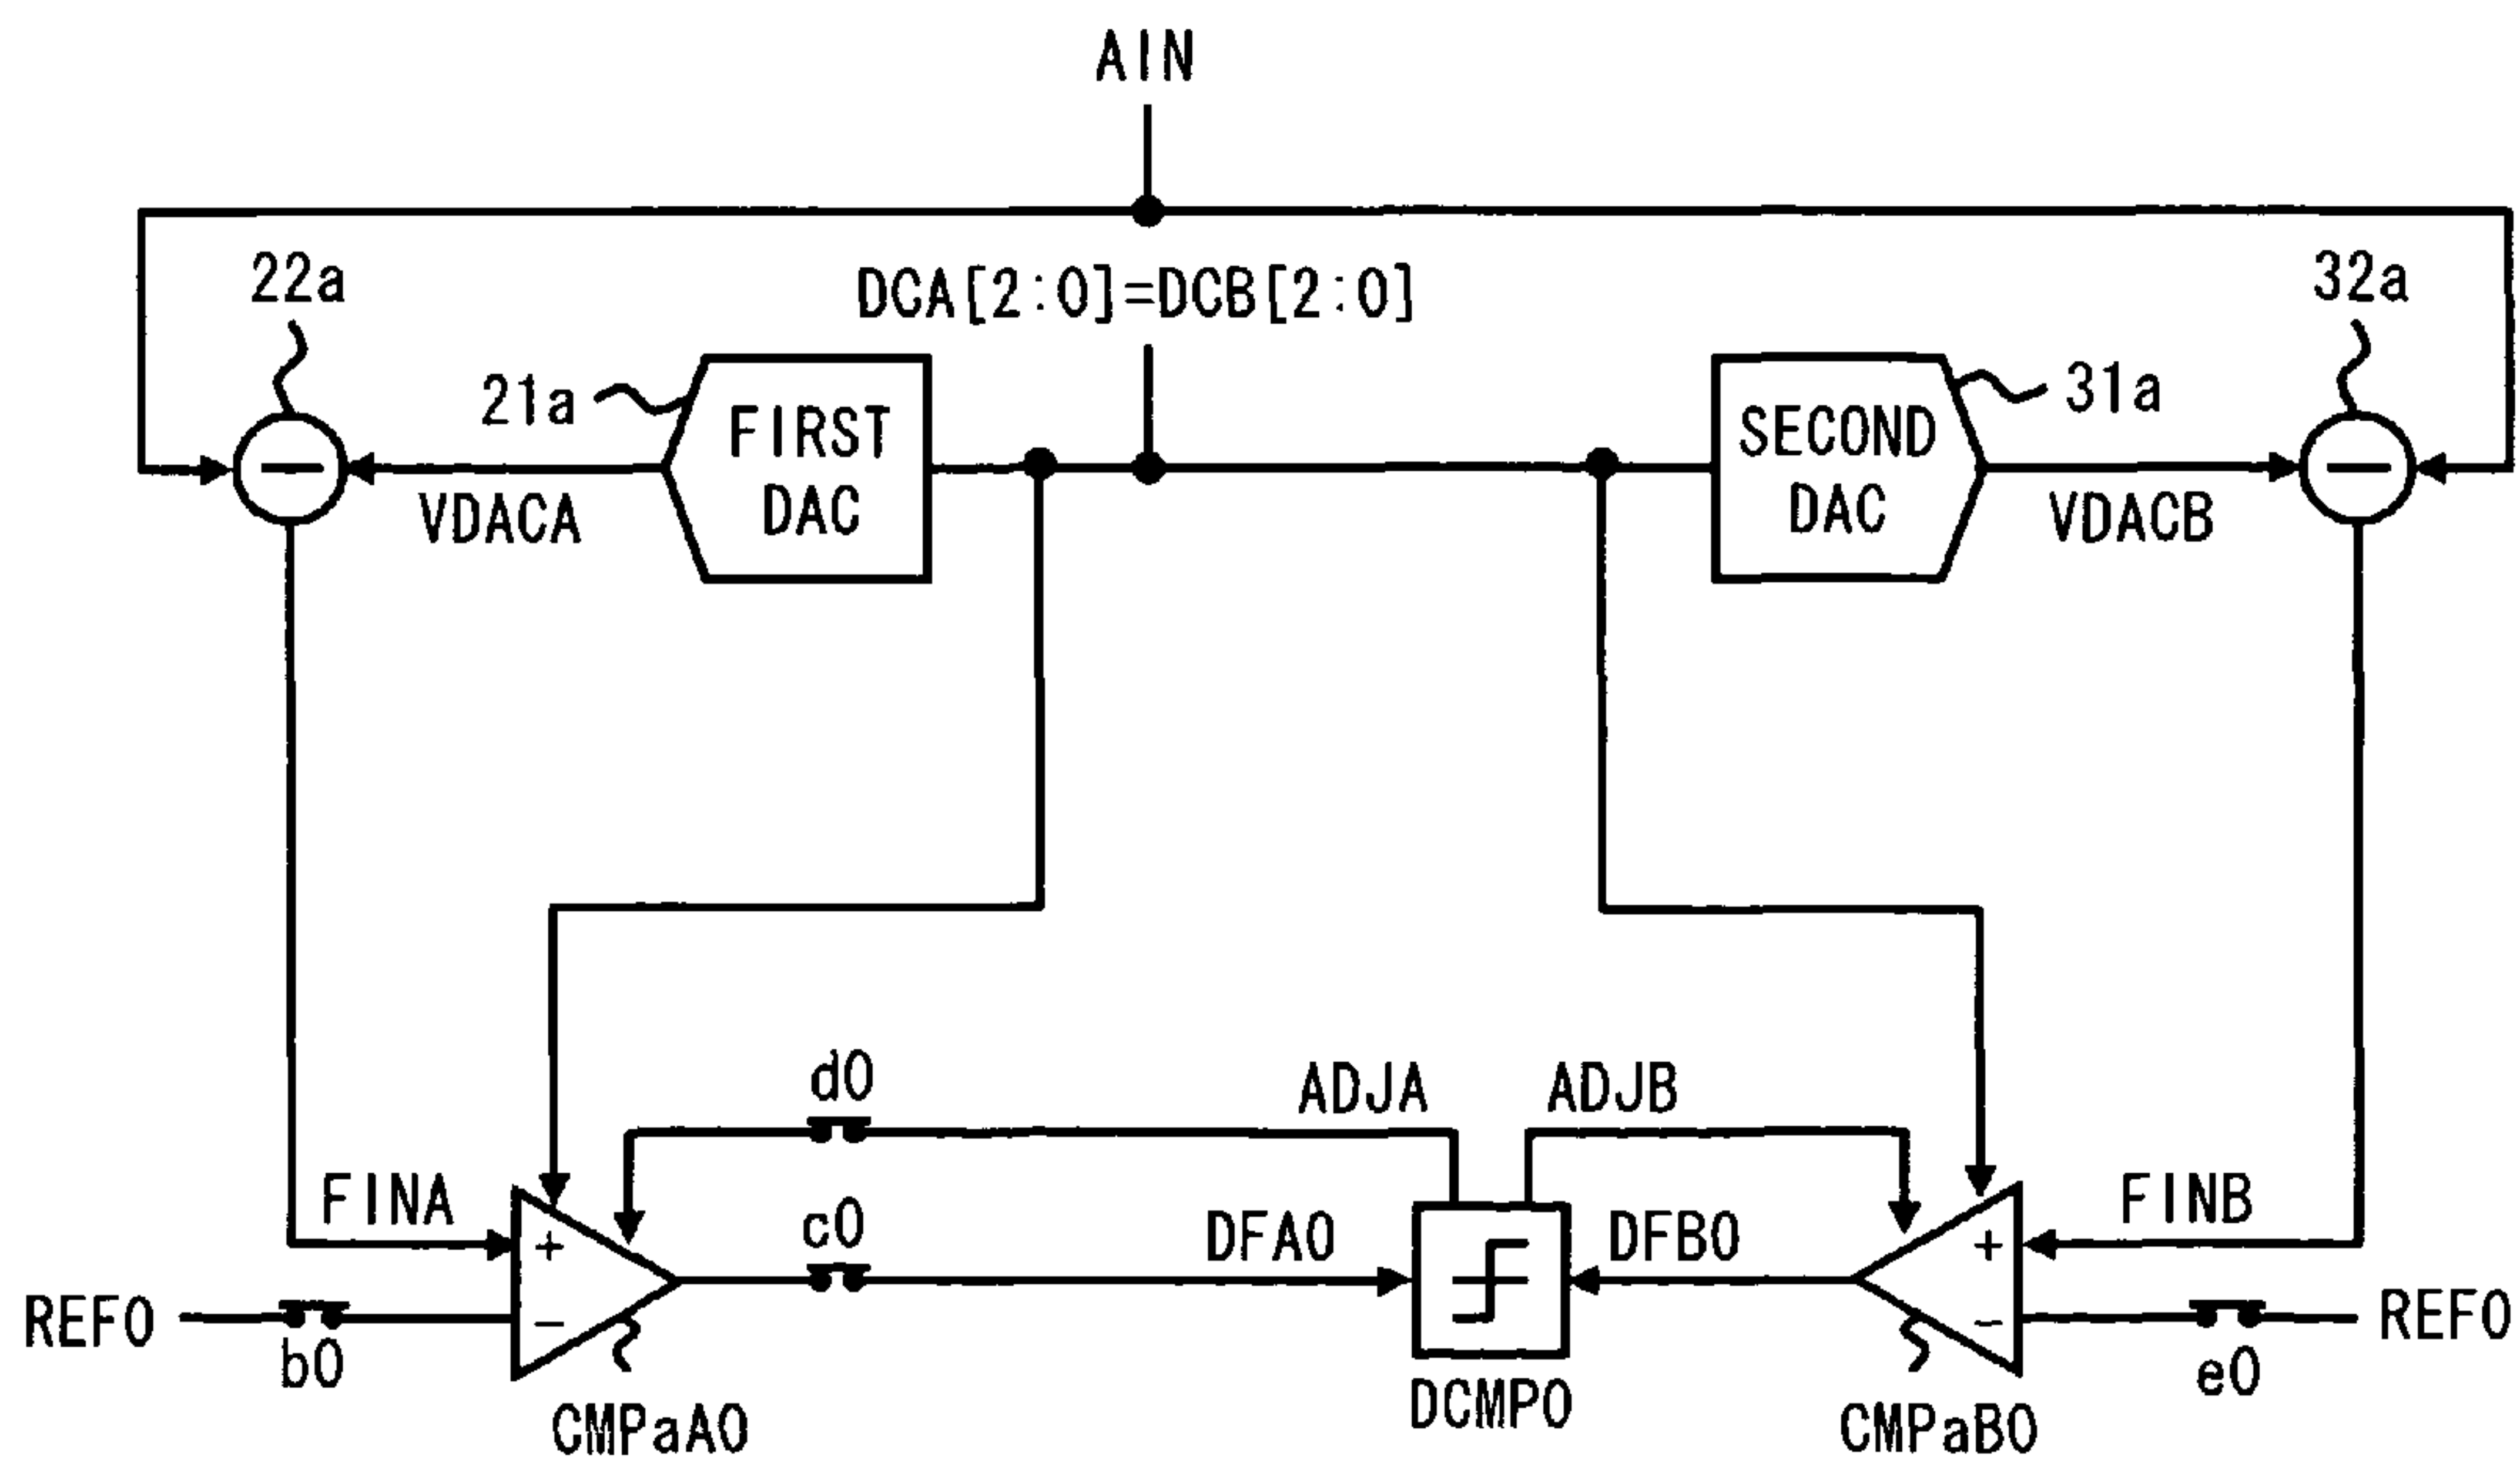 AIN
22a
DCA[2:0]=DCB[2:0]
32a
21a
FIRST
DAC
SECOND
DAC
31a
VDACA
VDACB
d0
ADJA
ADJB
FINA
+
c0
DFA0
DFB0
+
FINB
REF0
b0
−
−
e0
REF0
CMPaA0
DCMP0
CMPaB0